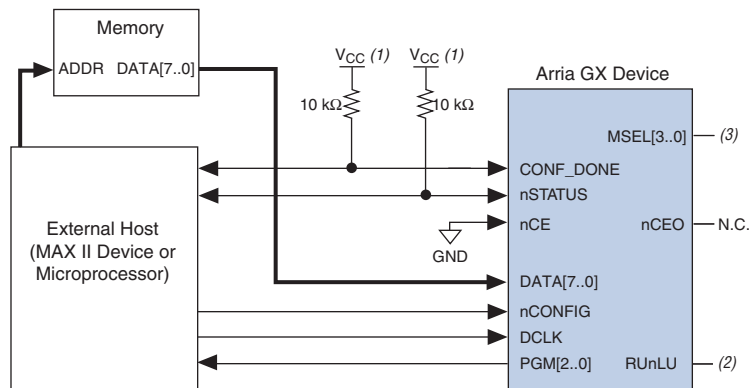 Memory
ADDR DATA[7..0]
VCC (1) VCC (1)
10 kΩ 10 kΩ
Arria GX Device
MSEL[3..0] (3)
CONF_DONE
nSTATUS
nCE nCEO N.C.
GND
External Host
(MAX II Device or
Microprocessor)
DATA[7..0]
nCONFIG
DCLK
PGM[2..0] RUnLU (2)